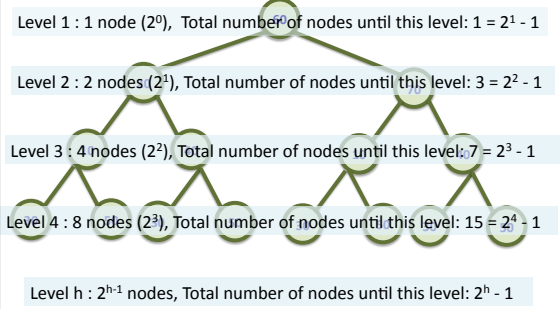 Level 1 : 1 node (2⁰), Total number of nodes until this level: 1 = 2¹ - 1
Level 2 : 2 nodes (2¹), Total number of nodes until this level: 3 = 2² - 1
Level 3 : 4 nodes (2²), Total number of nodes until this level: 7 = 2³ - 1
Level 4 : 8 nodes (2³), Total number of nodes until this level: 15 = 2⁴ - 1
Level h : 2ʰ⁻¹ nodes, Total number of nodes until this level: 2ʰ - 1